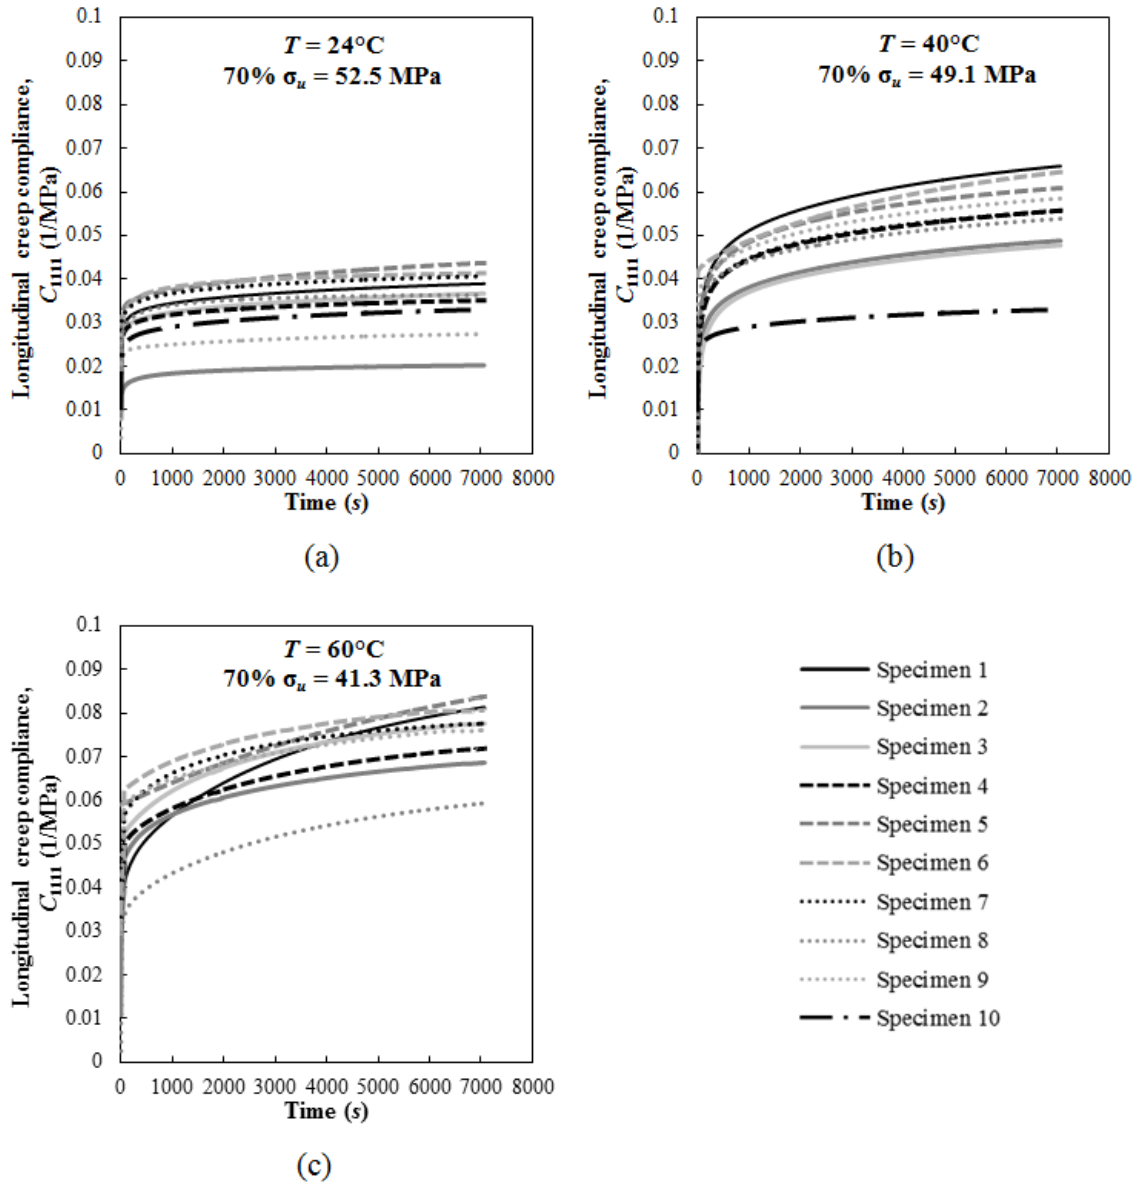 T = 24°C
70% σu = 52.5 MPa
Longitudinal creep compliance,
C1111 (1/MPa)
0.1
0.09
0.08
0.07
0.06
0.05
0.04
0.03
0.02
0.01
0
0 1000 2000 3000 4000 5000 6000 7000 8000
Time (s)
(a)
T = 40°C
70% σu = 49.1 MPa
Longitudinal creep compliance,
C1111 (1/MPa)
0.1
0.09
0.08
0.07
0.06
0.05
0.04
0.03
0.02
0.01
0
0 1000 2000 3000 4000 5000 6000 7000 8000
Time (s)
(b)
T = 60°C
70% σu = 41.3 MPa
Longitudinal creep compliance,
C1111 (1/MPa)
0.1
0.09
0.08
0.07
0.06
0.05
0.04
0.03
0.02
0.01
0
0 1000 2000 3000 4000 5000 6000 7000 8000
Time (s)
(c)
Specimen 1
Specimen 2
Specimen 3
Specimen 4
Specimen 5
Specimen 6
Specimen 7
Specimen 8
Specimen 9
Specimen 10